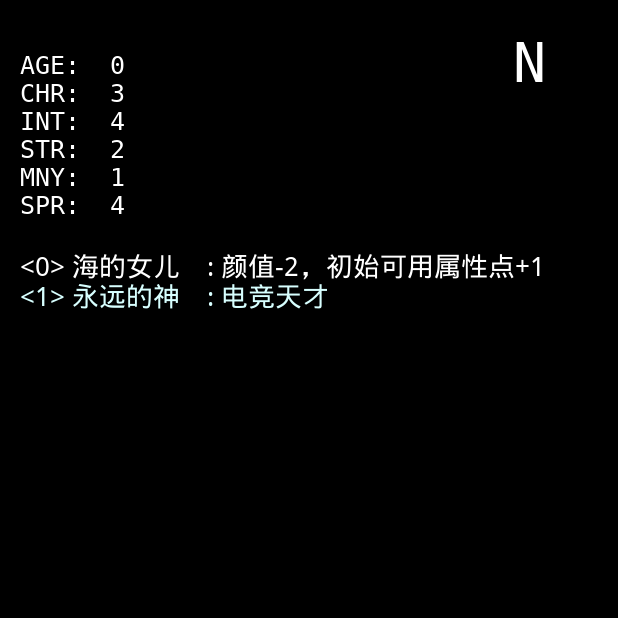 N
AGE:  0
CHR:  3
INT:  4
STR:  2
MNY:  1
SPR:  4
<0> 海的女儿 : 颜值-2，初始可用属性点+1
<1> 永远的神 : 电竞天才